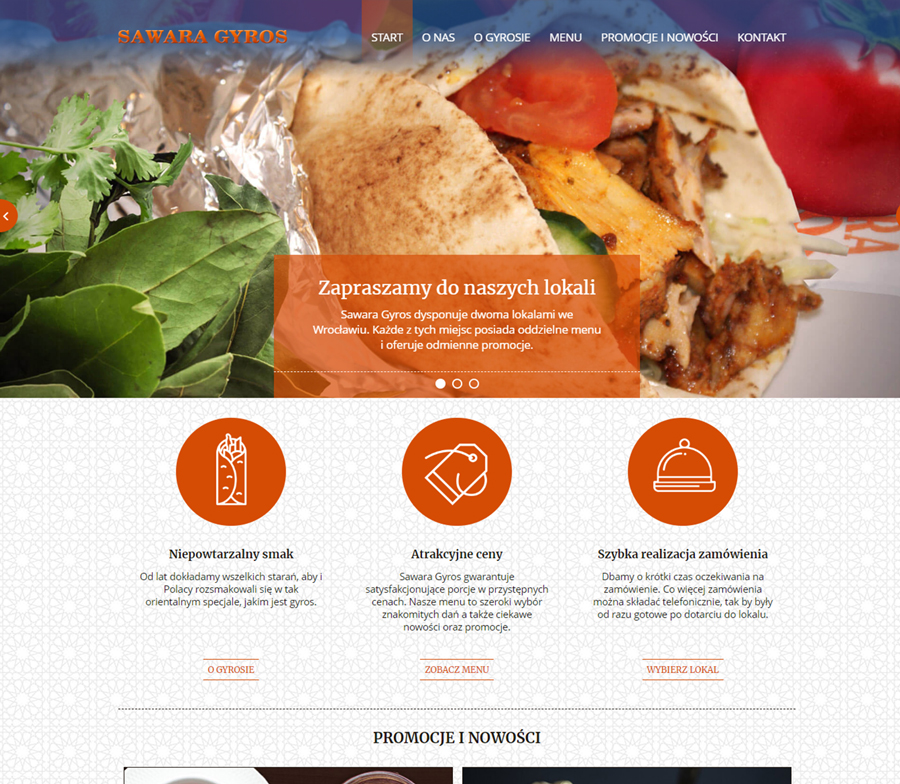 SAWARA GYROS
START O NAS O GYROSIE MENU PROMOCJE I NOWOŚCI KONTAKT
Zapraszamy do naszych lokali
Sawara Gyros dysponuje dwoma lokalami we
Wrocławiu. Każde z tych miejsc posiada oddzielne menu
i oferuje odmienne promocje.
Niepowtarzalny smak
Od lat dokładamy wszelkich starań, aby i
Polacy rozsmakowali się w tak
orientalnym specjale, jakim jest gyros.
O GYROSIE
Atrakcyjne ceny
Sawara Gyros gwarantuje
satysfakcjonujące porcje w przystępnych
cenach. Nasze menu to szeroki wybór
znakomitych dań a także ciekawe
nowości oraz promocje.
ZOBACZ MENU
Szybka realizacja zamówienia
Dbamy o krótki czas oczekiwania na
zamówienie. Co więcej zamówienia
można składać telefonicznie, tak by były
od razu gotowe po dotarciu do lokalu.
WYBIERZ LOKAL
PROMOCJE I NOWOŚCI